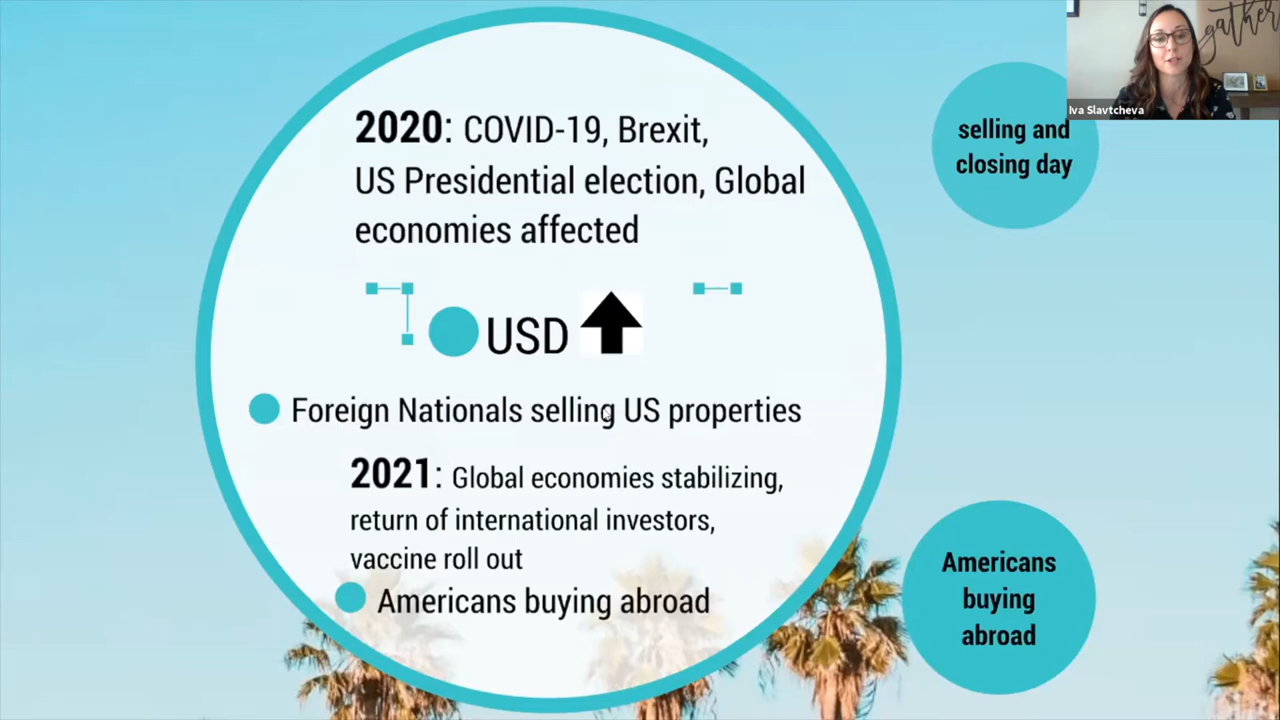 2020: COVID-19, Brexit,
US Presidential election, Global
economies affected
USD
Foreign Nationals selling US properties
2021: Global economies stabilizing,
return of international investors,
vaccine roll out
Americans buying abroad
gather
Iva Slavtcheva
selling and
closing day
Americans
buying
abroad